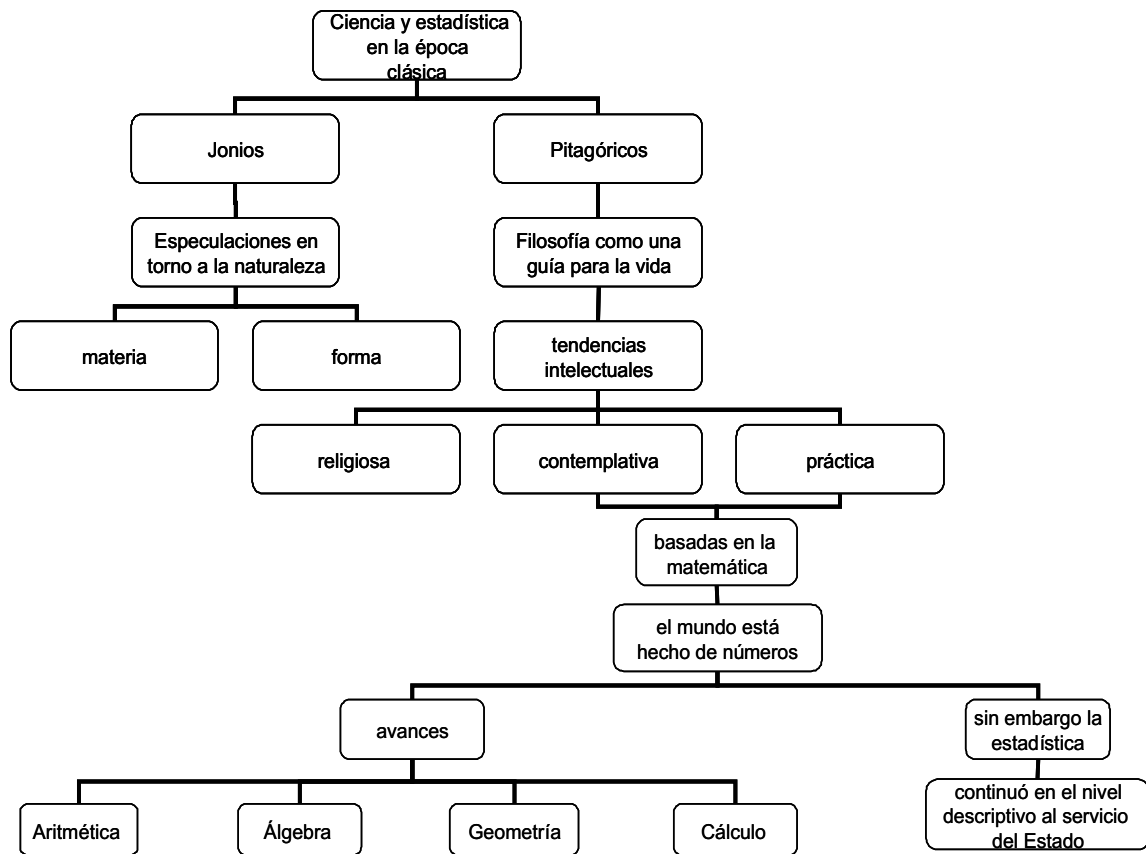 Ciencia y estadística
en la época
clásica
Jonios
Pitagóricos
Especulaciones en
torno a la naturaleza
Filosofía como una
guía para la vida
materia
forma
tendencias
intelectuales
religiosa
contemplativa
práctica
basadas en la
matemática
el mundo está
hecho de números
avances
sin embargo la
estadística
Aritmética
Álgebra
Geometría
Cálculo
continuó en el nivel
descriptivo al servicio
del Estado